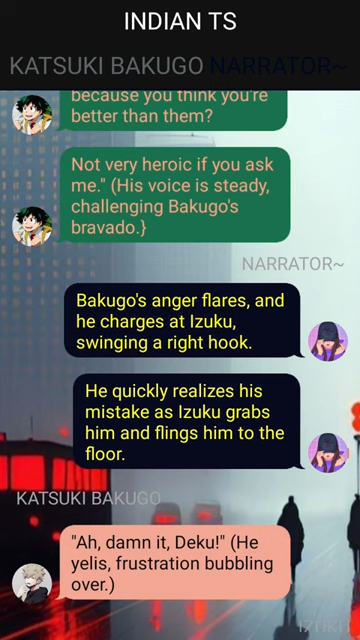 INDIAN TS
KATSUKI BAKUGO NARRATOR~
because you think you're
better than them?
Not very heroic if you ask
me." (His voice is steady,
challenging Bakugo's
bravado.}
NARRATOR~
Bakugo's anger flares, and
he charges at Izuku,
swinging a right hook.
He quickly realizes his
mistake as Izuku grabs
him and flings him to the
floor.
KATSUKI BAKUGO
"Ah, damn it, Deku!" (He
yelis, frustration bubbling
over.)